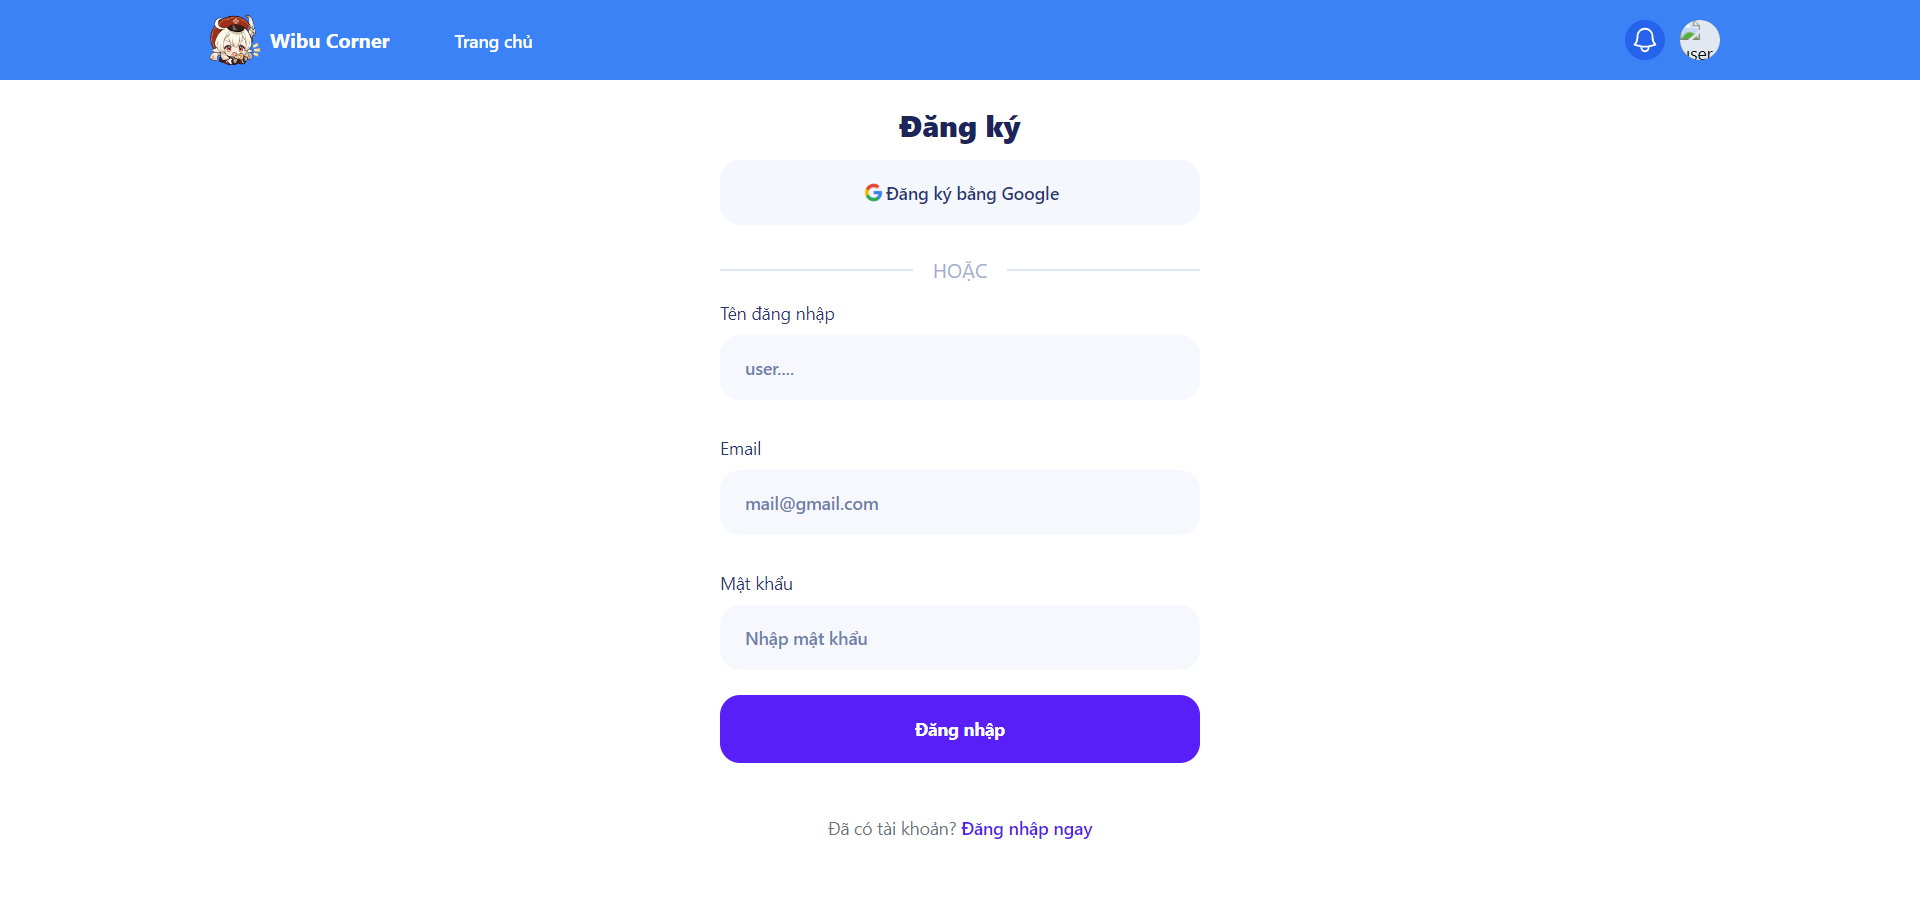 Wibu Corner
Trang chủ
user
Đăng ký
Đăng ký bằng Google
HOẶC
Tên đăng nhập
user....
Email
mail@gmail.com
Mật khẩu
Nhập mật khẩu
Đăng nhập
Đã có tài khoản? Đăng nhập ngay